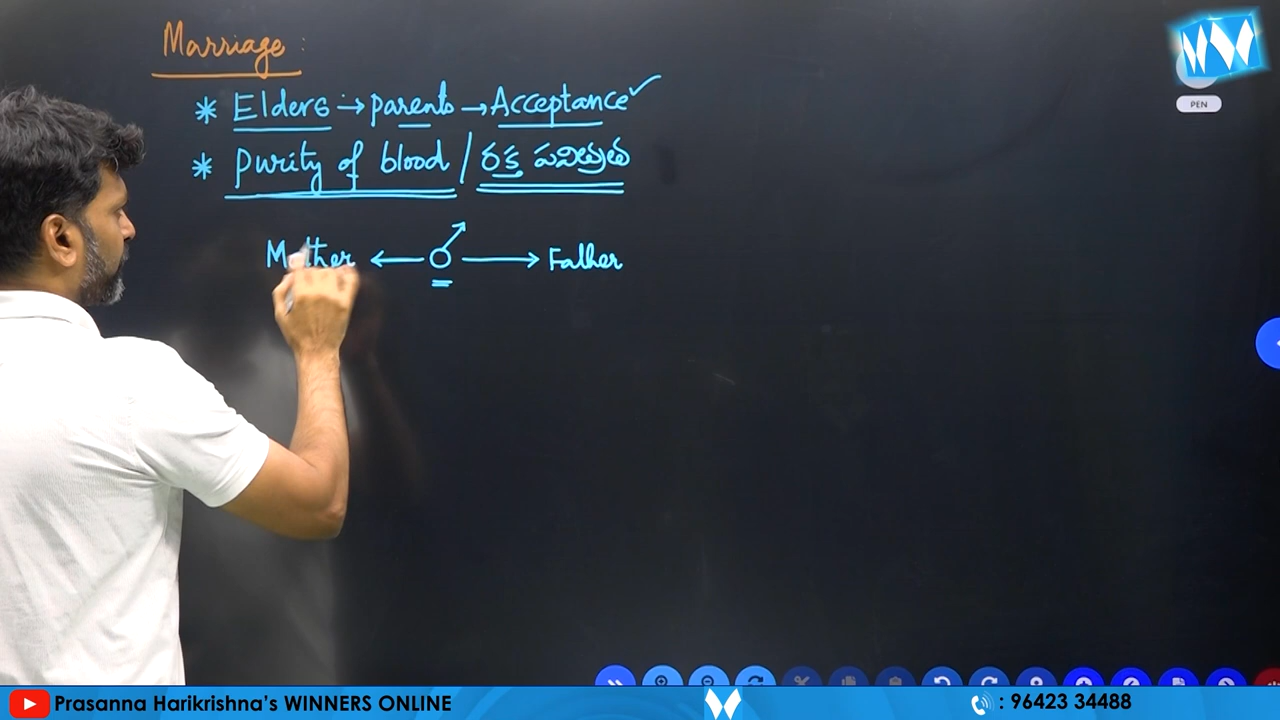 Marriage :
* Elders → parents → Acceptance ✓
* purity of blood / రక్త పవిత్రత
Mother ← ♂ → Father
PEN
Prasanna Harikrishna's WINNERS ONLINE
: 96423 34488